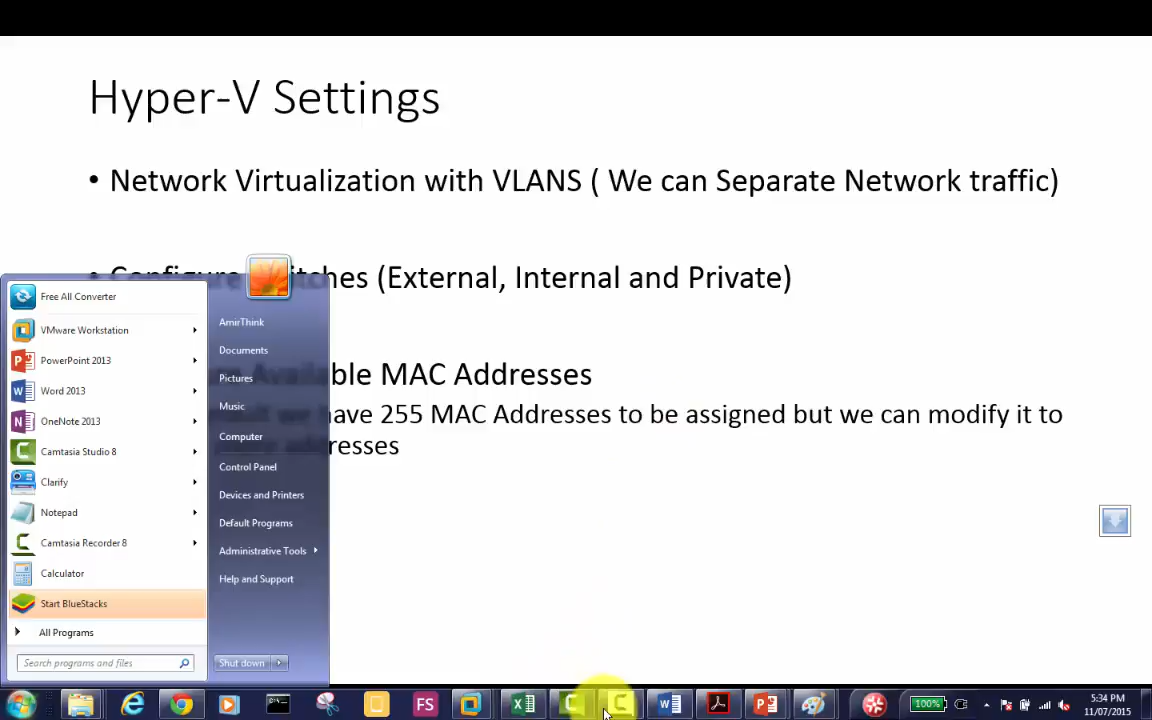 Hyper-V Settings
• Network Virtualization with VLANS ( We can Separate Network traffic)
(External, Internal and Private)
MAC Addresses
have 255 MAC Addresses to be assigned but we can modify it to
Free All Converter
VMware Workstation
PowerPoint 2013
Word 2013
OneNote 2013
Camtasia Studio 8
Clarify
Notepad
Camtasia Recorder 8
Calculator
Start BlueStacks
All Programs
Search programs and files
AmirThink
Documents
Pictures
Music
Computer
Control Panel
Devices and Printers
Default Programs
Administrative Tools
Help and Support
Shut down
FS
100%
5:34 PM
11/07/2015